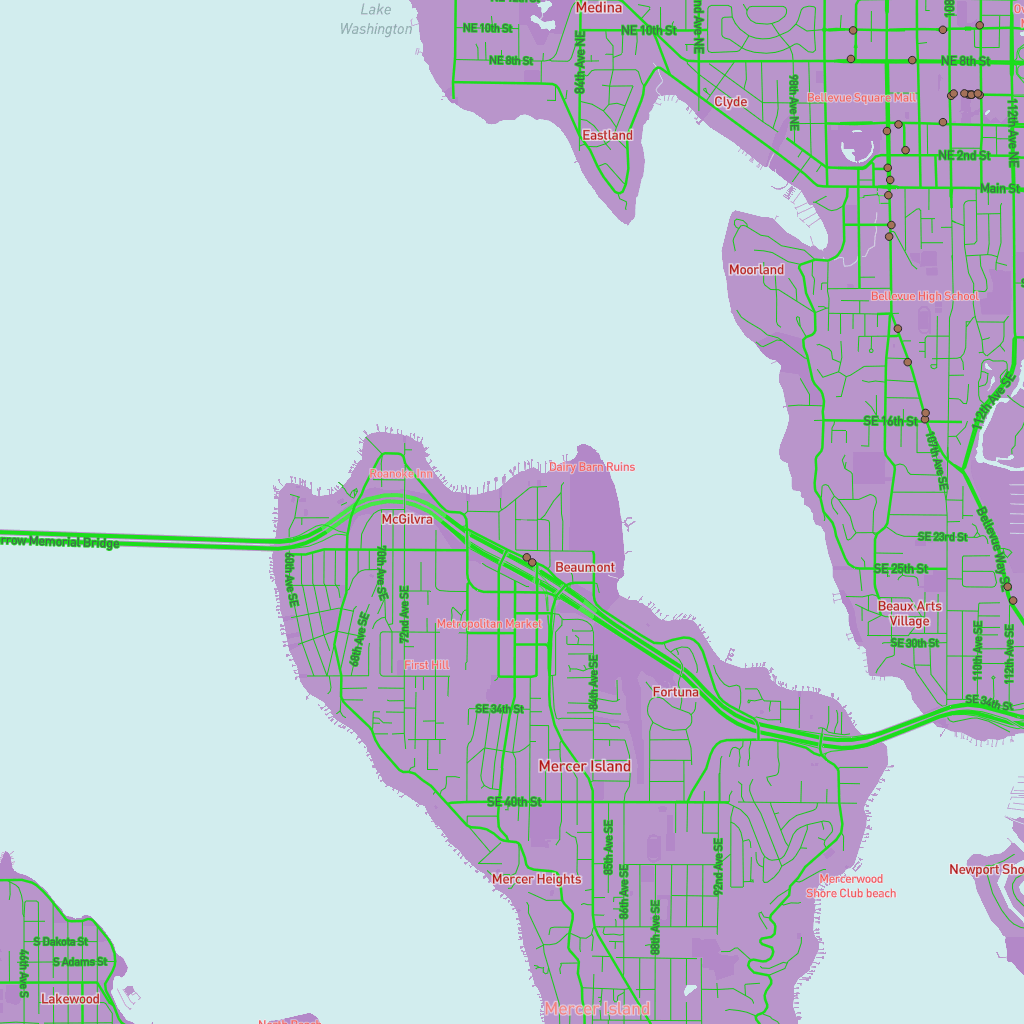 Lake
Washington
Medina
NE 10th St
NE 10th St
NE 8th St
NE 8th St
84th Ave NE
98th Ave NE
112th Ave NE
Clyde
Bellevue Square Mall
Eastland
NE 2nd St
Main St
Moorland
Bellevue High School
112th Ave SE
SE 16th St
107th Ave SE
Roanoke Inn
Dairy Barn Ruins
McGilvra
rrow Memorial Bridge
Bellevue Way S
SE 23rd St
60th Ave SE
70th Ave SE
Beaumont
SE 25th St
72nd Ave SE
Beaux Arts
Village
Metropolitan Market
68th Ave SE
SE 30th St
110th Ave SE
112th Ave SE
First Hill
84th Ave SE
Fortuna
SE 34th St
SE 34th St
Mercer Island
SE 40th St
85th Ave SE
92nd Ave SE
Mercer Heights
86th Ave SE
Mercerwood
Shore Club beach
Newport Sho
88th Ave SE
S Dakota St
S Adams St
46th Ave S
Lakewood
Mercer Island